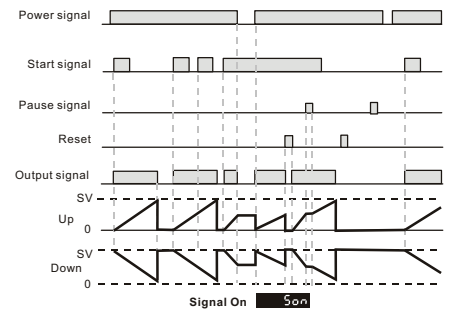 Power signal
Start signal
Pause signal
Reset
Output signal
SV
Up
0
SV
Down
0
Signal On Son